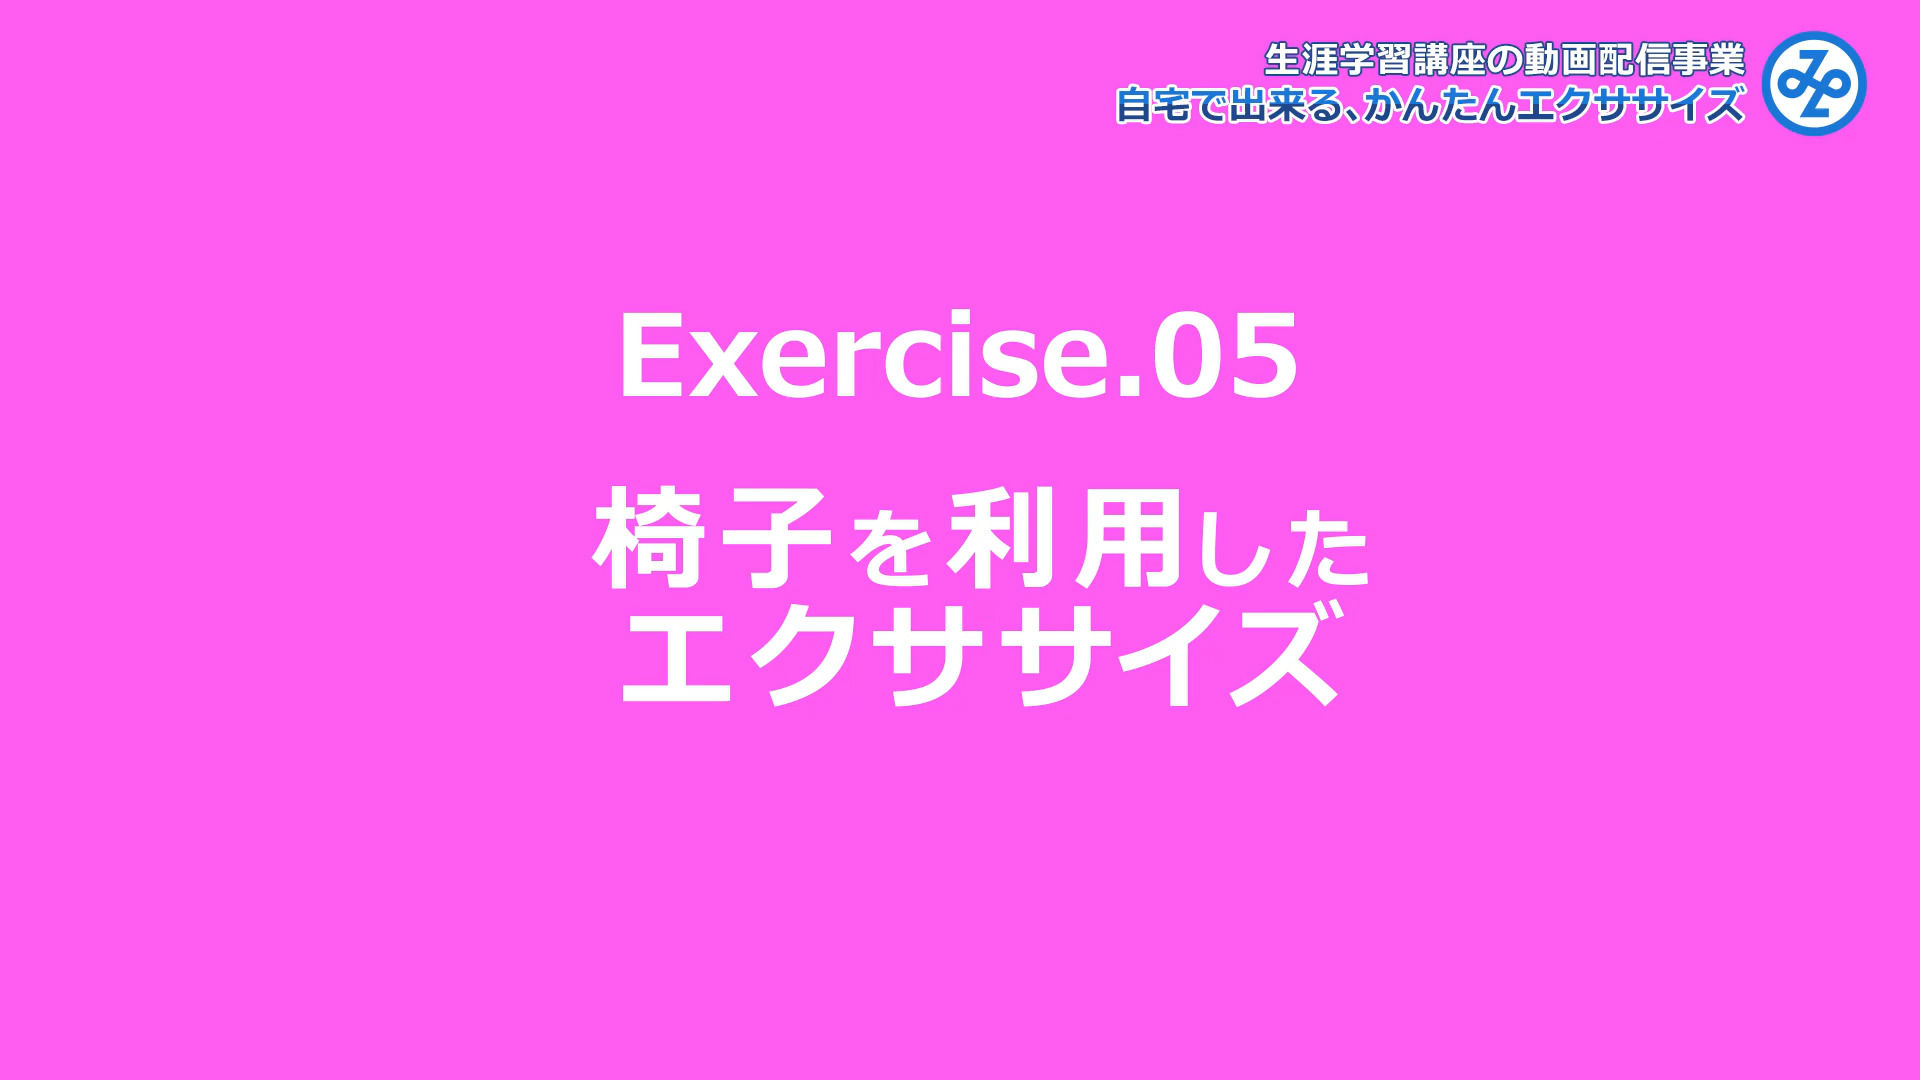 生涯学習講座の動画配信事業
自宅で出来る、かんたんエクササイズ
Exercise.05
椅子を利用した
エクササイズ